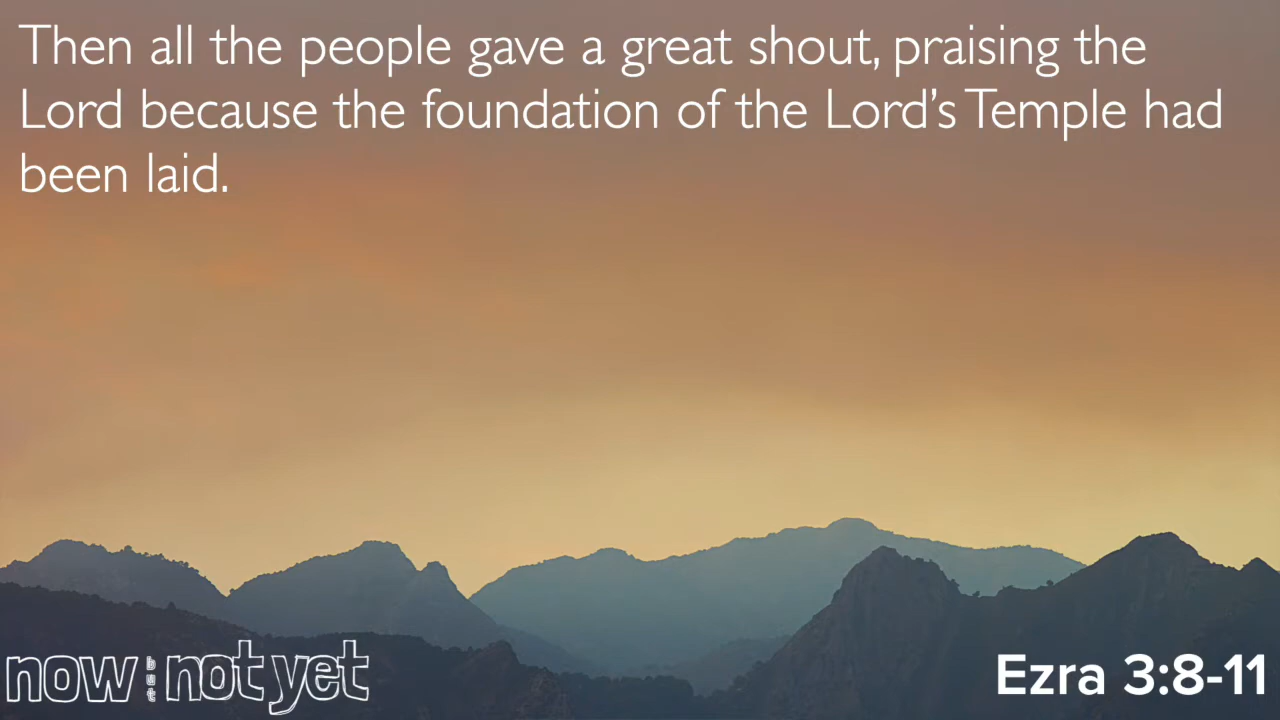 Then all the people gave a great shout, praising the
Lord because the foundation of the Lord’s Temple had
been laid.
now but not yet
Ezra 3:8-11